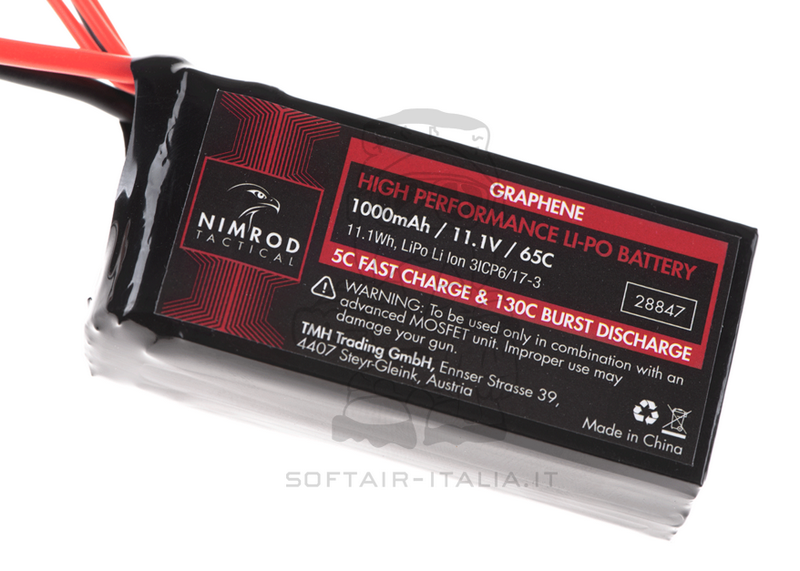 NIMROD
TACTICAL
GRAPHENE
HIGH PERFORMANCE LI-PO BATTERY
1000mAh / 11.1V / 65C
11.1Wh, LiPo Li Ion 3ICP6/17-3
28847
5C FAST CHARGE & 130C BURST DISCHARGE
WARNING: To be used only in combination with an
advanced MOSFET unit. Improper use may
damage your gun.
TMH Trading GmbH, Ennser Strasse 39,
4407 Steyr-Gleink, Austria
Made in China
SOFTAIR-ITALIA.IT